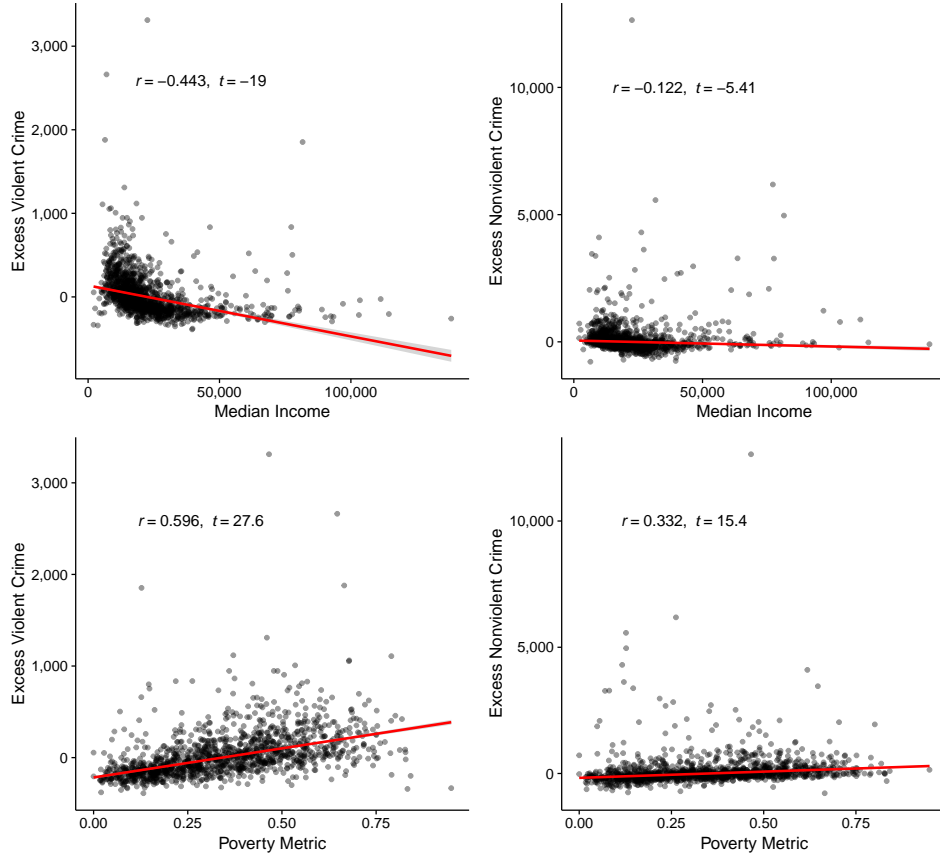 Excess Violent Crime
3,000
2,000
1,000
0
r = −0.443, t = −19
0
50,000
100,000
Median Income
Excess Nonviolent Crime
10,000
5,000
0
r = −0.122, t = −5.41
0
50,000
100,000
Median Income
Excess Violent Crime
3,000
2,000
1,000
0
r = 0.596, t = 27.6
0.00
0.25
0.50
0.75
Poverty Metric
Excess Nonviolent Crime
10,000
5,000
0
r = 0.332, t = 15.4
0.00
0.25
0.50
0.75
Poverty Metric